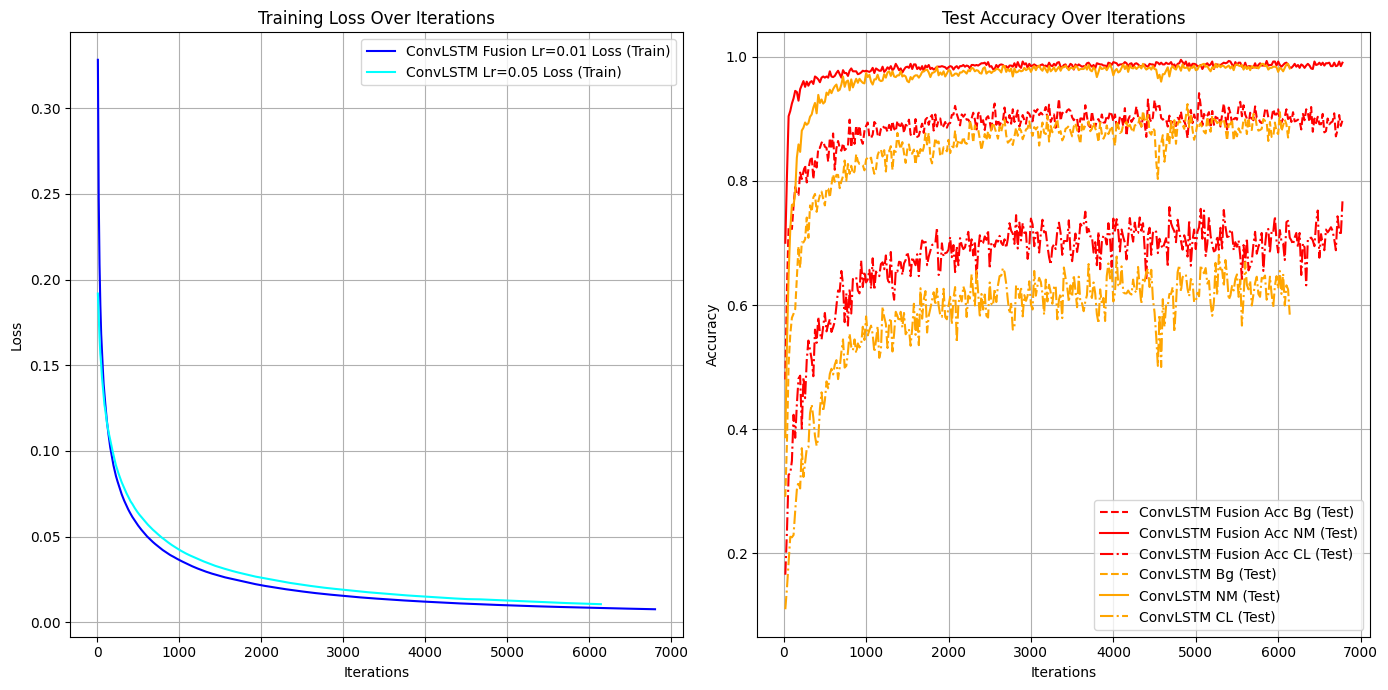 Training Loss Over Iterations
ConvLSTM Fusion Lr=0.01 Loss (Train)
ConvLSTM Lr=0.05 Loss (Train)
0.30
0.25
0.20
0.15
0.10
0.05
0.00
Loss
0 1000 2000 3000 4000 5000 6000 7000
Iterations
Test Accuracy Over Iterations
1.0
0.8
0.6
0.4
0.2
Accuracy
ConvLSTM Fusion Acc Bg (Test)
ConvLSTM Fusion Acc NM (Test)
ConvLSTM Fusion Acc CL (Test)
ConvLSTM Bg (Test)
ConvLSTM NM (Test)
ConvLSTM CL (Test)
0 1000 2000 3000 4000 5000 6000 7000
Iterations